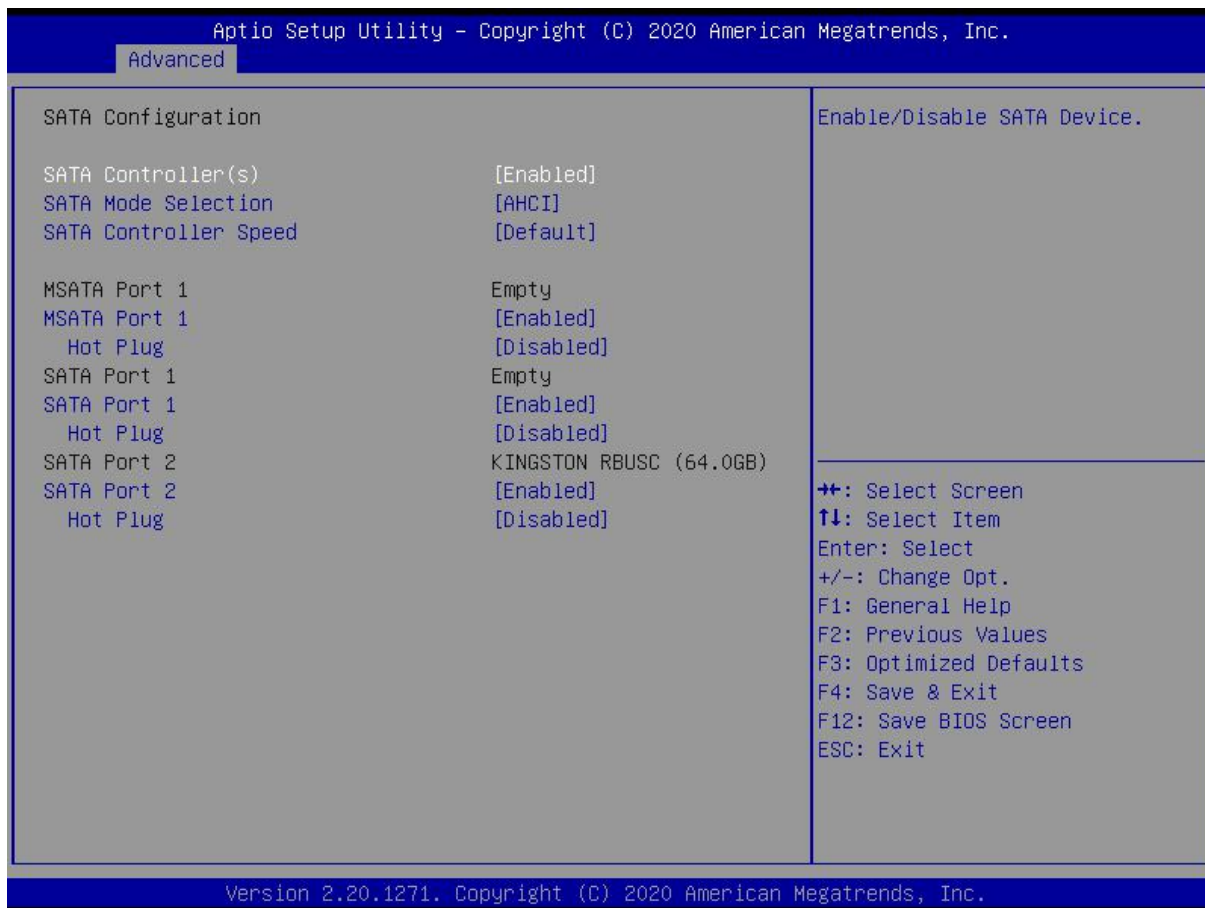 Aptio Setup Utility – Copyright (C) 2020 American Megatrends, Inc.
Advanced
SATA Configuration
SATA Controller(s) [Enabled]
SATA Mode Selection [AHCI]
SATA Controller Speed [Default]
MSATA Port 1 Empty
MSATA Port 1 [Enabled]
Hot Plug [Disabled]
SATA Port 1 Empty
SATA Port 1 [Enabled]
Hot Plug [Disabled]
SATA Port 2 KINGSTON RBUSC (64.0GB)
SATA Port 2 [Enabled]
Hot Plug [Disabled]
Enable/Disable SATA Device.
→←: Select Screen
↑↓: Select Item
Enter: Select
+/-: Change Opt.
F1: General Help
F2: Previous Values
F3: Optimized Defaults
F4: Save & Exit
F12: Save BIOS Screen
ESC: Exit
Version 2.20.1271. Copyright (C) 2020 American Megatrends, Inc.